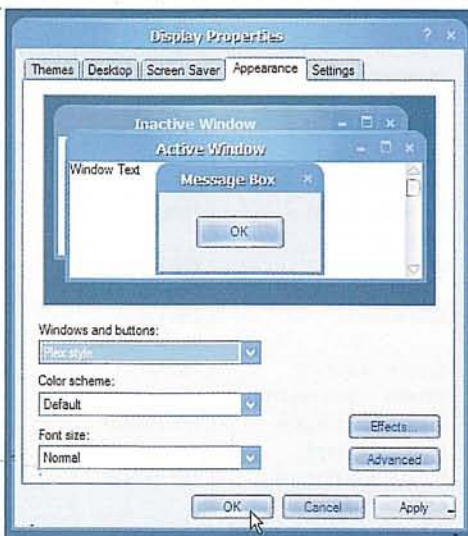 Display Properties
Themes Desktop Screen Saver Appearance Settings
Inactive Window
Active Window
Window Text
Message Box
OK
Windows and buttons:
Plex style
Color scheme:
Default
Font size:
Normal
Effects...
Advanced
OK Cancel Apply